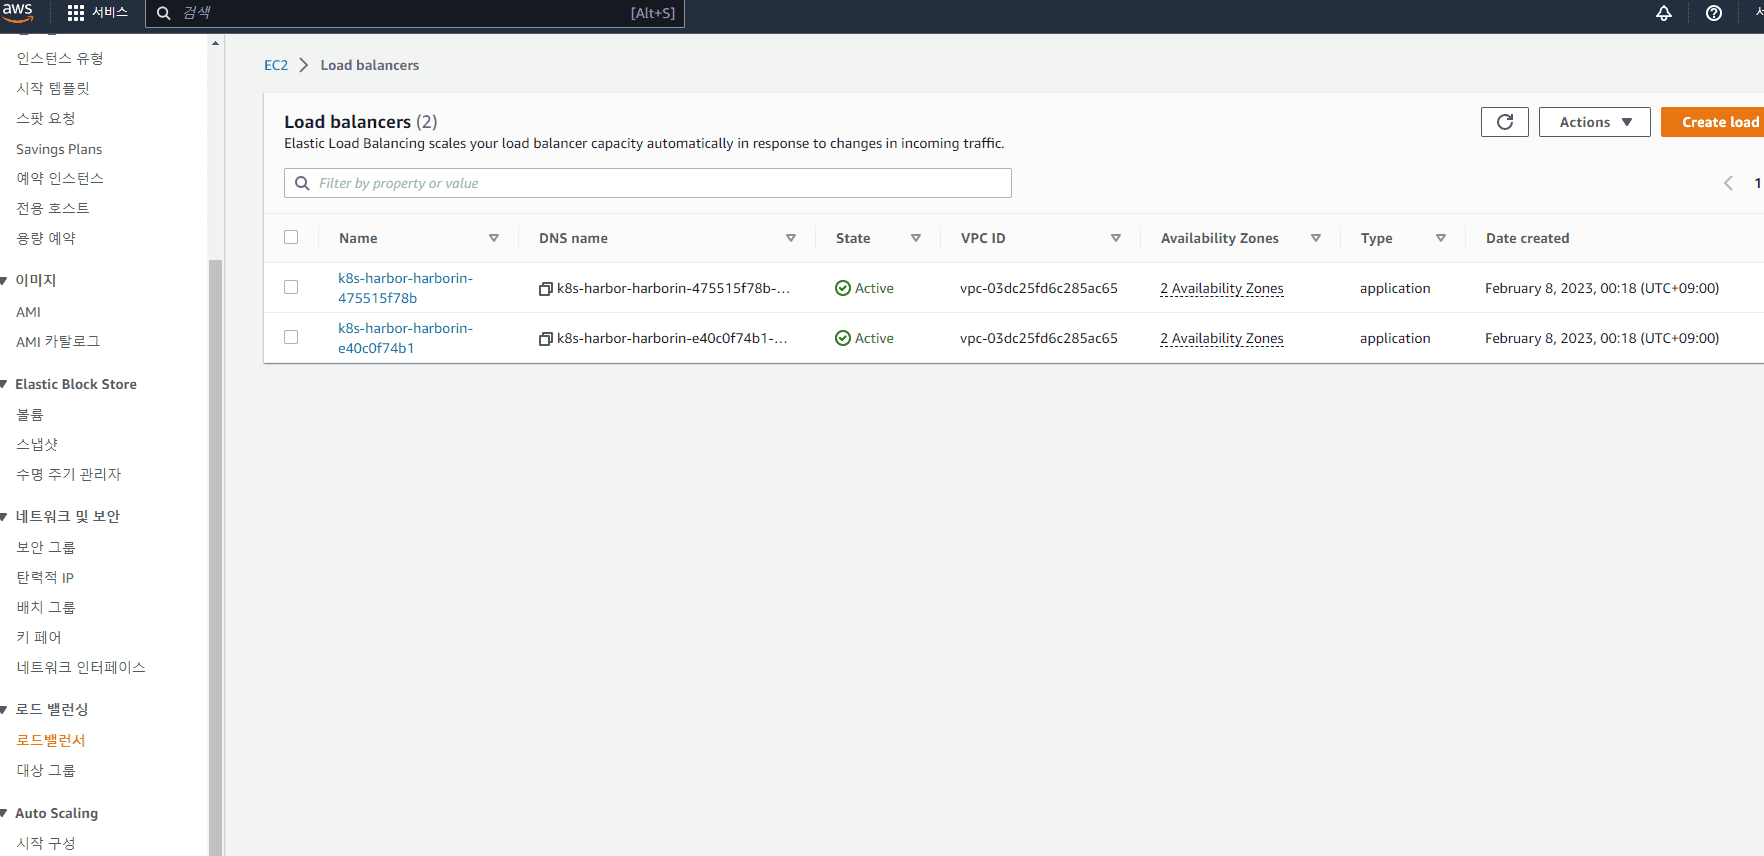 aws
서비스
검색
[Alt+S]
인스턴스 유형
시작 템플릿
스팟 요청
Savings Plans
예약 인스턴스
전용 호스트
용량 예약
이미지
AMI
AMI 카탈로그
Elastic Block Store
볼륨
스냅샷
수명 주기 관리자
네트워크 및 보안
보안 그룹
탄력적 IP
배치 그룹
키 페어
네트워크 인터페이스
로드 밸런싱
로드밸런서
대상 그룹
Auto Scaling
시작 구성
EC2 > Load balancers
Load balancers (2)
Elastic Load Balancing scales your load balancer capacity automatically in response to changes in incoming traffic.
Actions
Create load
Filter by property or value
1
Name DNS name State VPC ID Availability Zones Type Date created
k8s-harbor-harborin-
475515f78b
k8s-harbor-harborin-475515f78b-... Active vpc-03dc25fd6c285ac65 2 Availability Zones application February 8, 2023, 00:18 (UTC+09:00)
k8s-harbor-harborin-
e40c0f74b1
k8s-harbor-harborin-e40c0f74b1-... Active vpc-03dc25fd6c285ac65 2 Availability Zones application February 8, 2023, 00:18 (UTC+09:00)